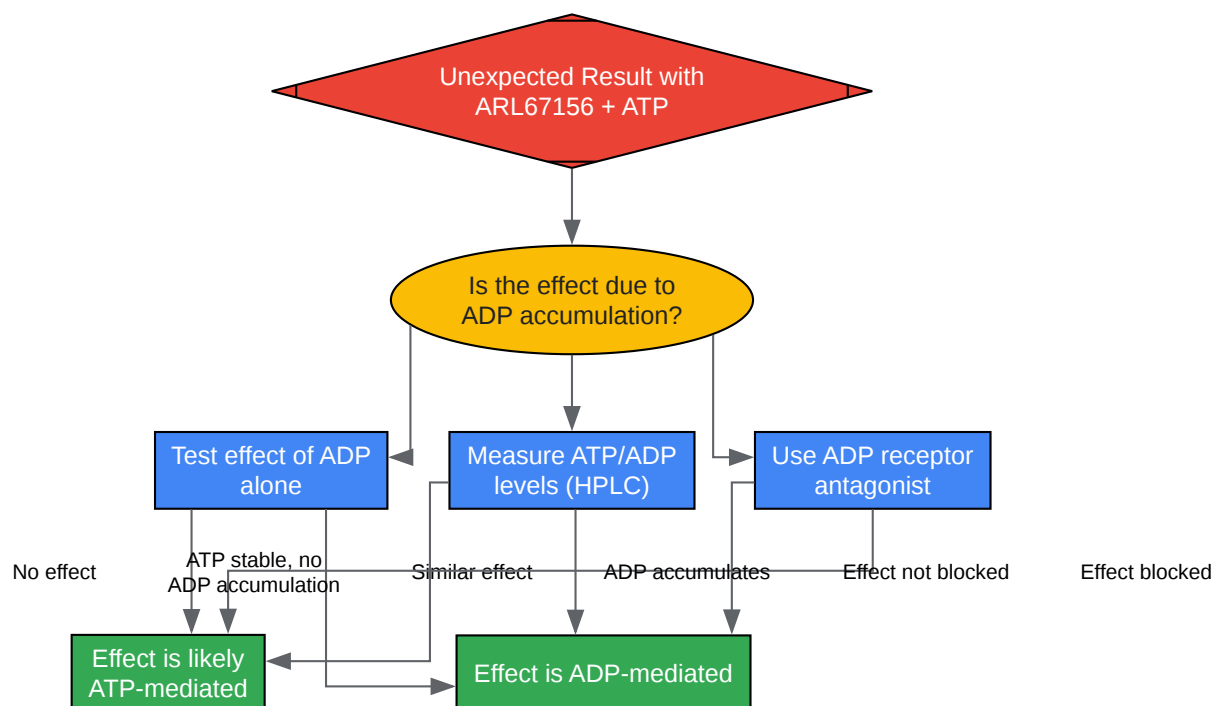 Unexpected Result with
ARL67156 + ATP
Is the effect due to
ADP accumulation?
Test effect of ADP
alone
Measure ATP/ADP
levels (HPLC)
Use ADP receptor
antagonist
No effect
ATP stable, no
ADP accumulation
Similar effect
ADP accumulates
Effect not blocked
Effect blocked
Effect is likely
ATP-mediated
Effect is ADP-mediated